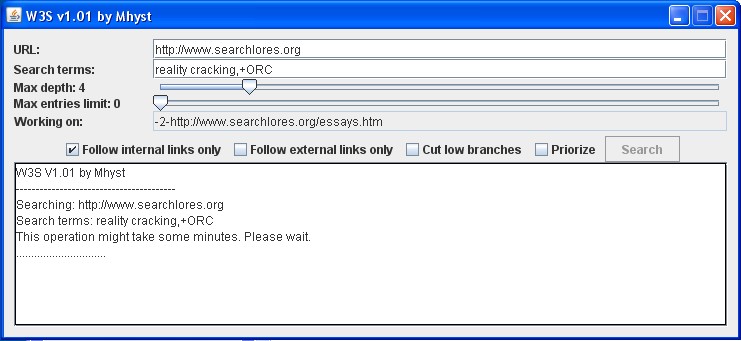 W3S v1.01 by Mhyst
URL: http://www.searchlores.org
Search terms: reality cracking,+ORC
Max depth: 4
Max entries limit: 0
Working on: -2-http://www.searchlores.org/essays.htm
Follow internal links only Follow external links only Cut low branches Priorize Search
W3S V1.01 by Mhyst
----------------------------------------
Searching: http://www.searchlores.org
Search terms: reality cracking,+ORC
This operation might take some minutes. Please wait.
..............................